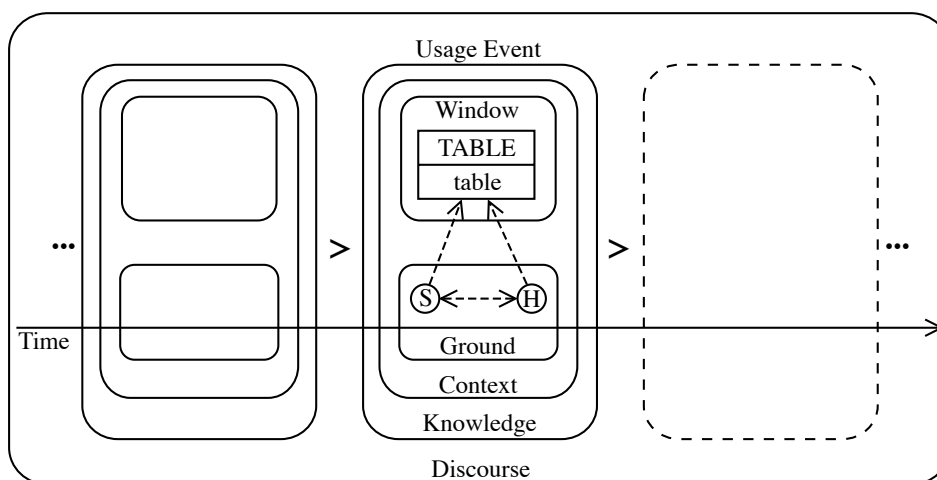 Usage Event
Window
TABLE
table
...
>
>
...
S
H
Time
Ground
Context
Knowledge
Discourse